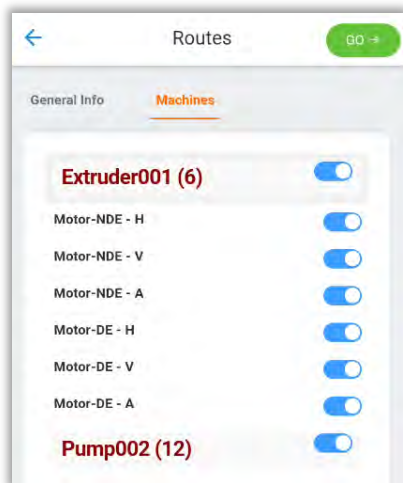 Routes
GO →
General Info
Machines
Extruder001 (6)
Motor-NDE - H
Motor-NDE - V
Motor-NDE - A
Motor-DE - H
Motor-DE - V
Motor-DE - A
Pump002 (12)